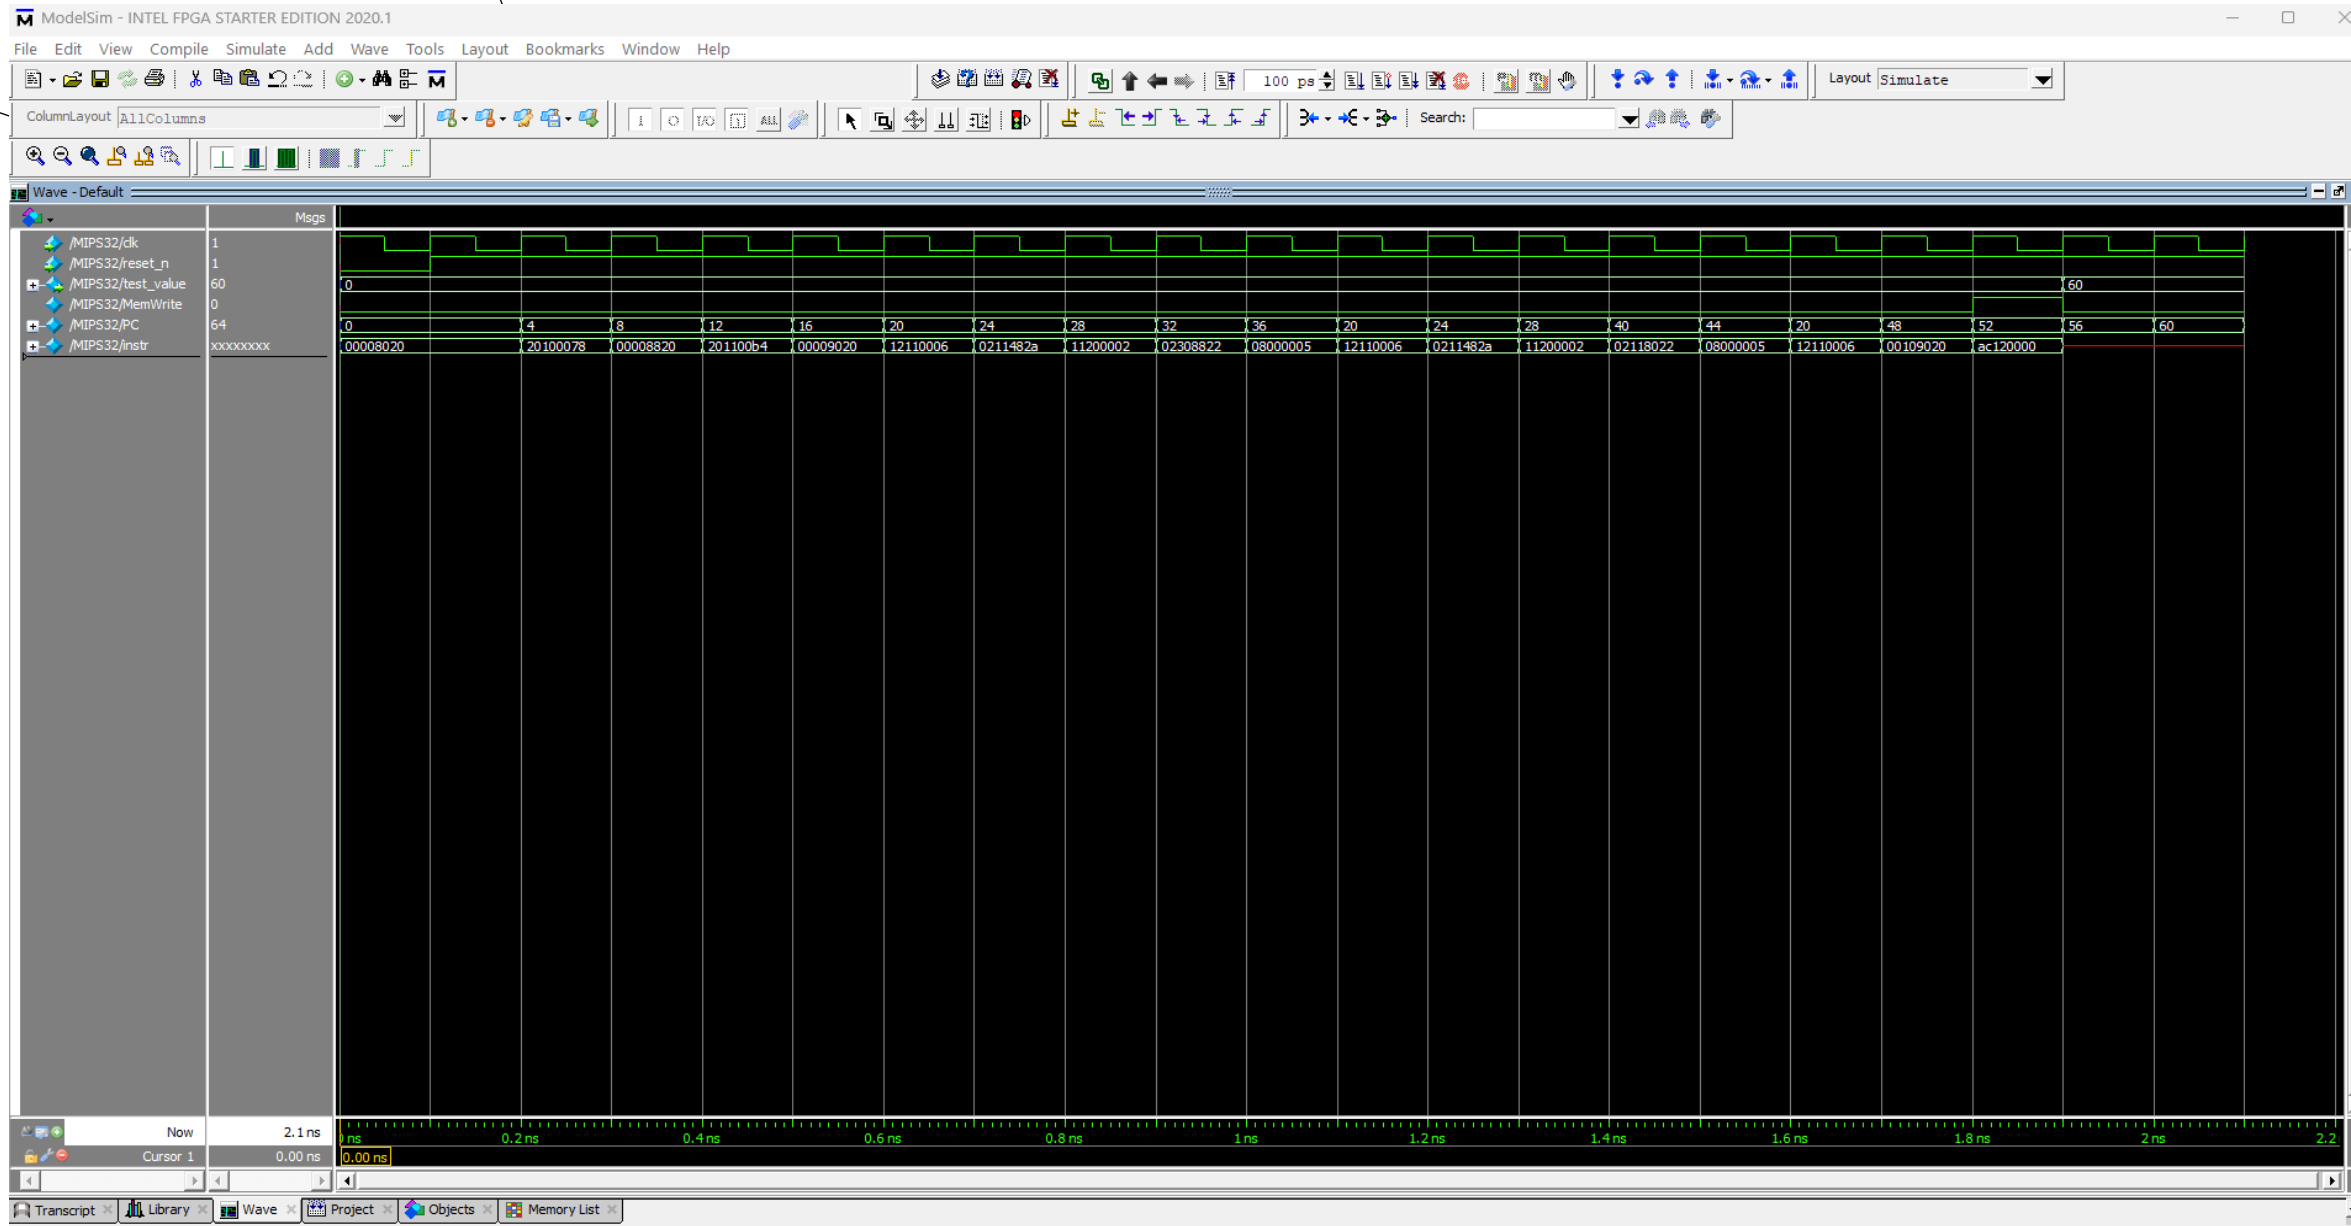 ModelSim - INTEL FPGA STARTER EDITION 2020.1
File Edit View Compile Simulate Add Wave Tools Layout Bookmarks Window Help
100 ps
Layout Simulate
ColumnLayout AllColumns
Search:
Wave - Default
Msgs
/MIPS32/clk 1
/MIPS32/reset_n 1
/MIPS32/test_value 60 0 60
/MIPS32/MemWrite 0
/MIPS32/PC 64 0 4 8 12 16 20 24 28 32 36 20 24 28 40 44 20 48 52 56 60
/MIPS32/instr xxxxxxxx 00008020 20100078 00008820 201100b4 00009020 12110006 0211482a 11200002 02308822 08000005 12110006 0211482a 11200002 02118022 08000005 12110006 00109020 ac120000
Now 2.1 ns ns 0.2 ns 0.4 ns 0.6 ns 0.8 ns 1 ns 1.2 ns 1.4 ns 1.6 ns 1.8 ns 2 ns 2.2
Cursor 1 0.00 ns 0.00 ns
Transcript Library Wave Project Objects Memory List